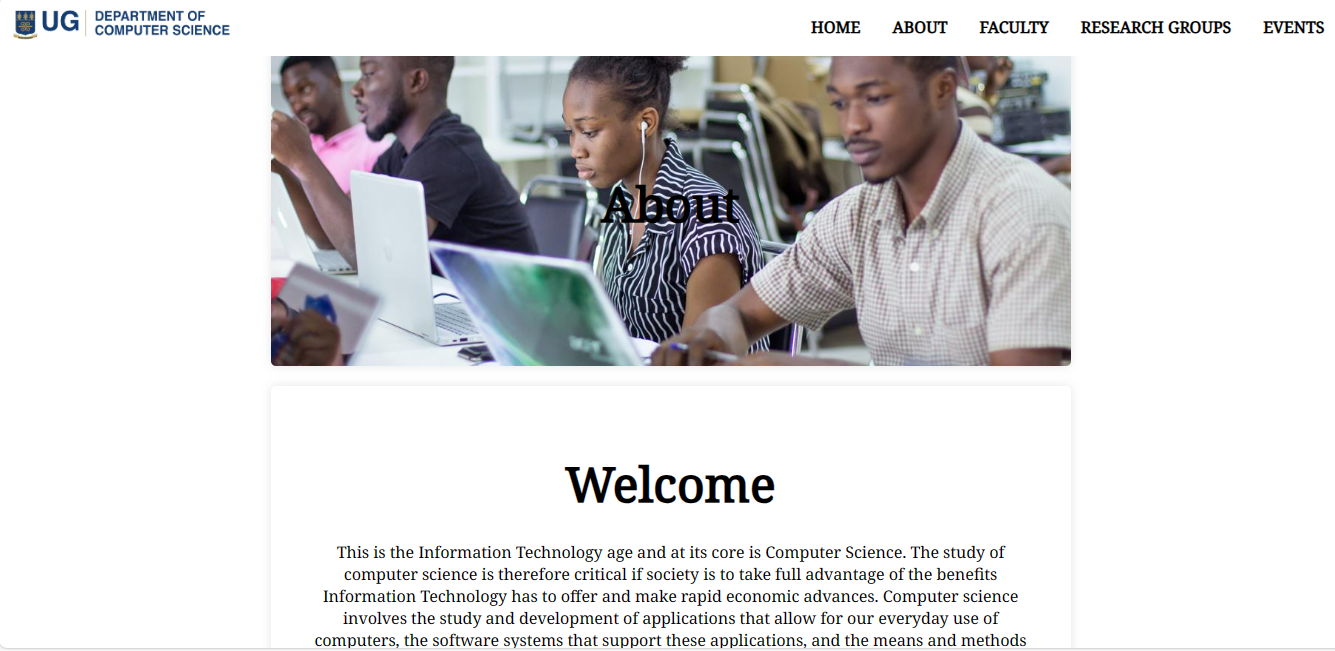 UG
DEPARTMENT OF
COMPUTER SCIENCE
HOME ABOUT FACULTY RESEARCH GROUPS EVENTS
About
Welcome
This is the Information Technology age and at its core is Computer Science. The study of
computer science is therefore critical if society is to take full advantage of the benefits
Information Technology has to offer and make rapid economic advances. Computer science
involves the study and development of applications that allow for our everyday use of
computers, the software systems that support these applications, and the means and methods